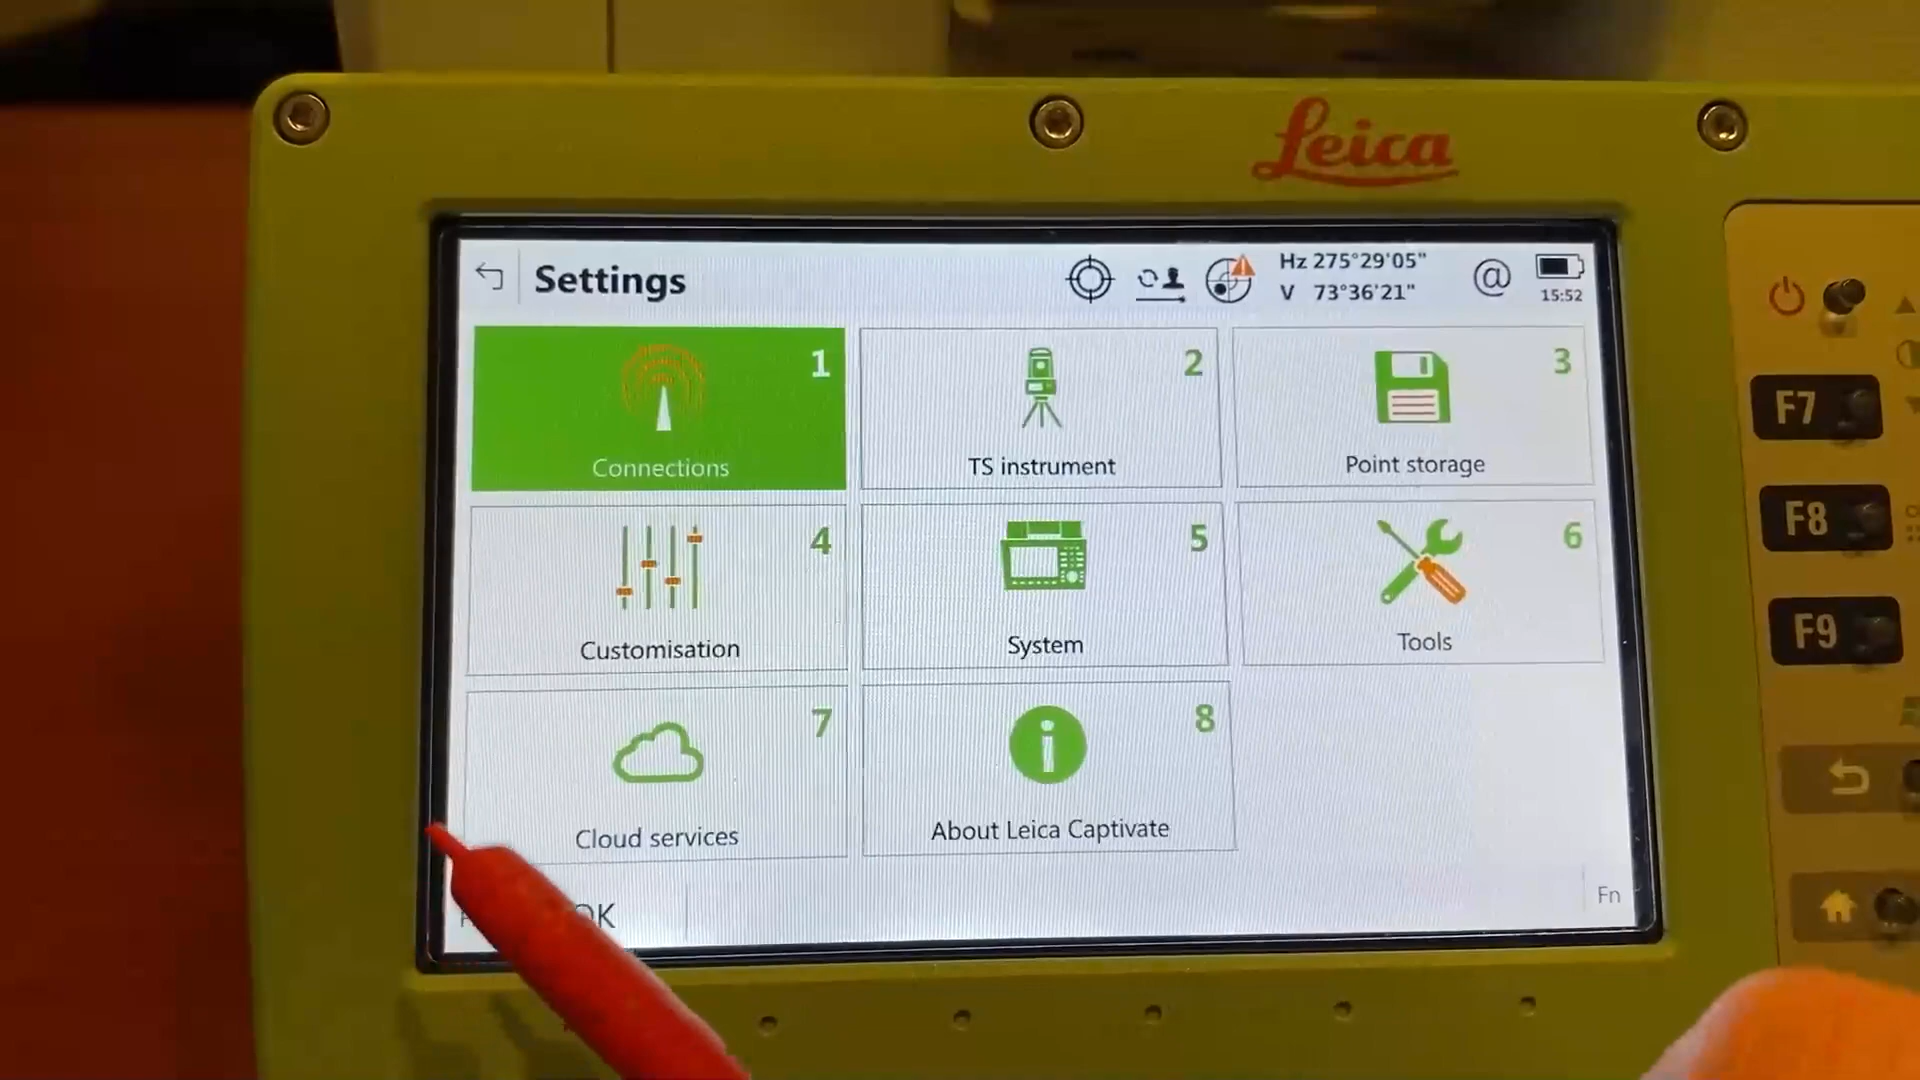 Leica
Settings
Hz 275°29'05"
V 73°36'21"
@
15:52
1
Connections
2
TS instrument
3
Point storage
4
Customisation
5
System
6
Tools
7
Cloud services
8
About Leica Captivate
OK
Fn
F7
F8
F9